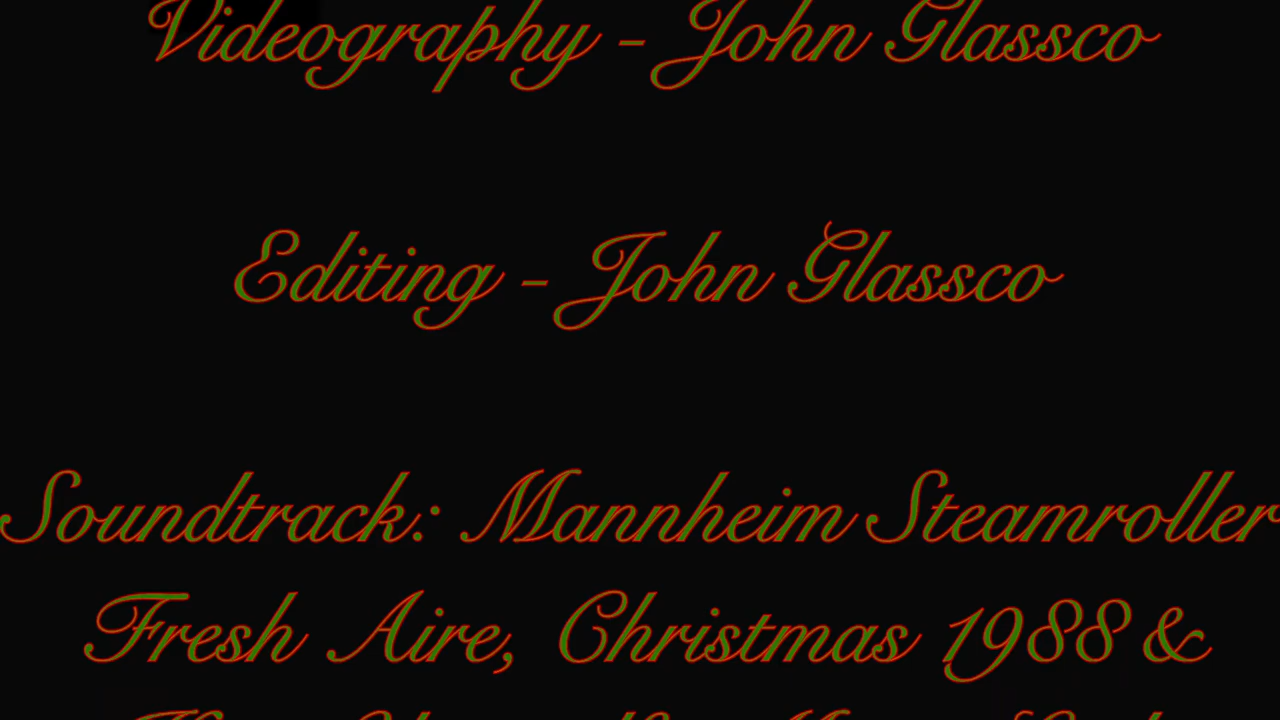 Videography - John Glassco
Editing - John Glassco
Soundtrack: Mannheim Steamroller
Fresh Aire, Christmas 1988 &